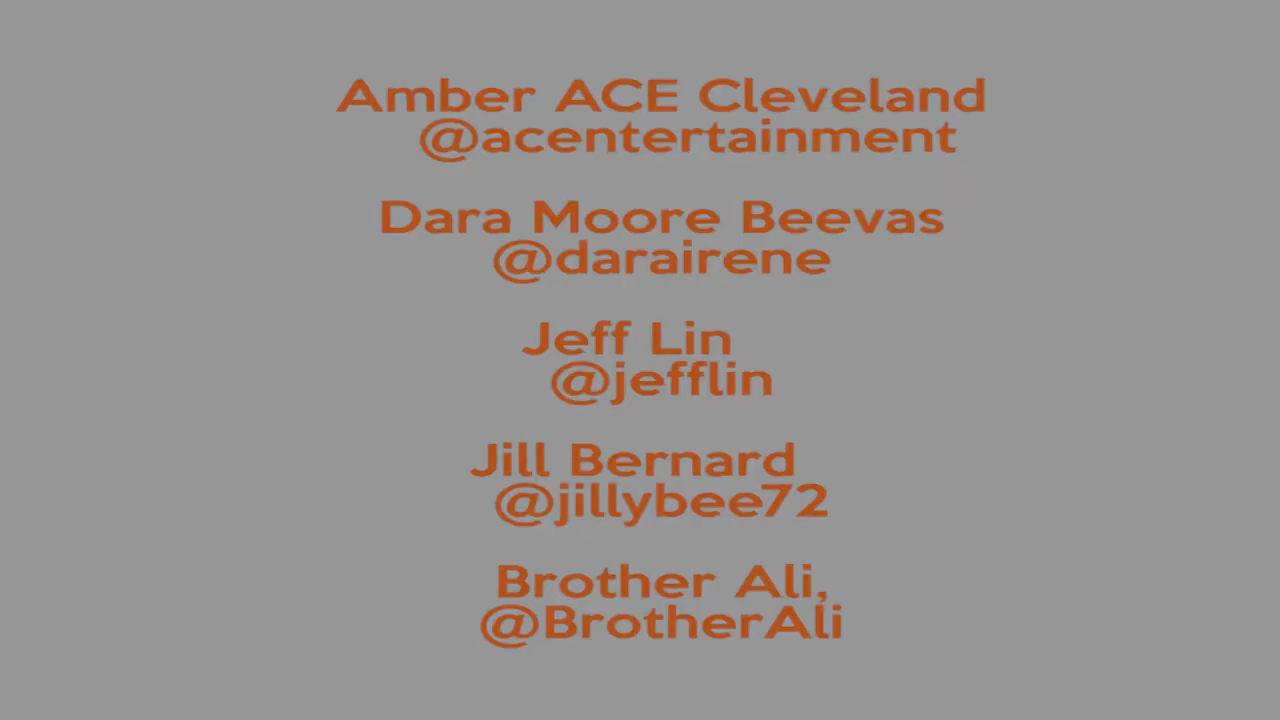 Amber ACE Cleveland
@acentertainment
Dara Moore Beevas
@darairene
Jeff Lin
@jefflin
Jill Bernard
@jillybee72
Brother Ali,
@BrotherAli